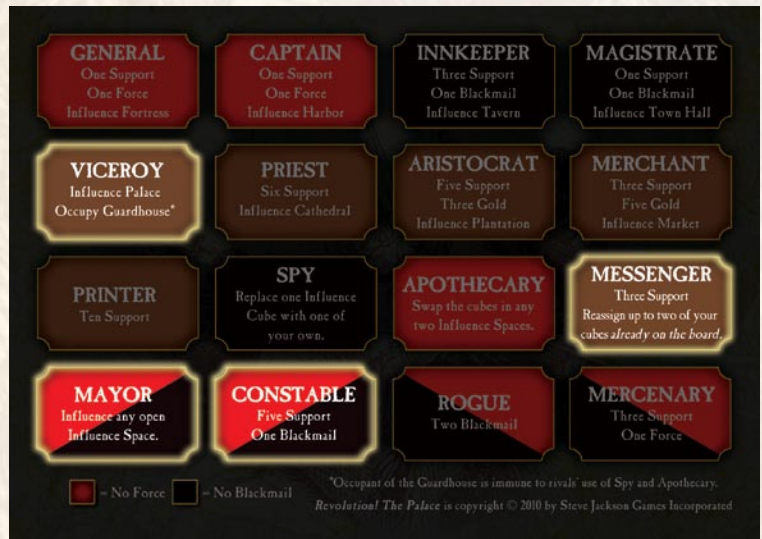 GENERAL
One Support
One Force
Influence Fortress
CAPTAIN
One Support
One Force
Influence Harbor
INNKEEPER
Three Support
One Blackmail
Influence Tavern
MAGISTRATE
One Support
One Blackmail
Influence Town Hall
VICEROY
Influence Palace
Occupy Guardhouse*
PRIEST
Six Support
Influence Cathedral
ARISTOCRAT
Five Support
Three Gold
Influence Plantation
MERCHANT
Three Support
Five Gold
Influence Market
PRINTER
Ten Support
SPY
Replace one Influence
Cube with one of
your own.
APOTHECARY
Swap the cubes in any
two Influence Spaces.
MESSENGER
Three Support
Reassign up to two of your
cubes already on the board.
MAYOR
Influence any open
Influence Space.
CONSTABLE
Five Support
One Blackmail
ROGUE
Two Blackmail
MERCENARY
Three Support
One Force
= No Force = No Blackmail
*Occupant of the Guardhouse is immune to rivals' use of Spy and Apothecary.
Revolution! The Palace is copyright © 2010 by Steve Jackson Games Incorporated